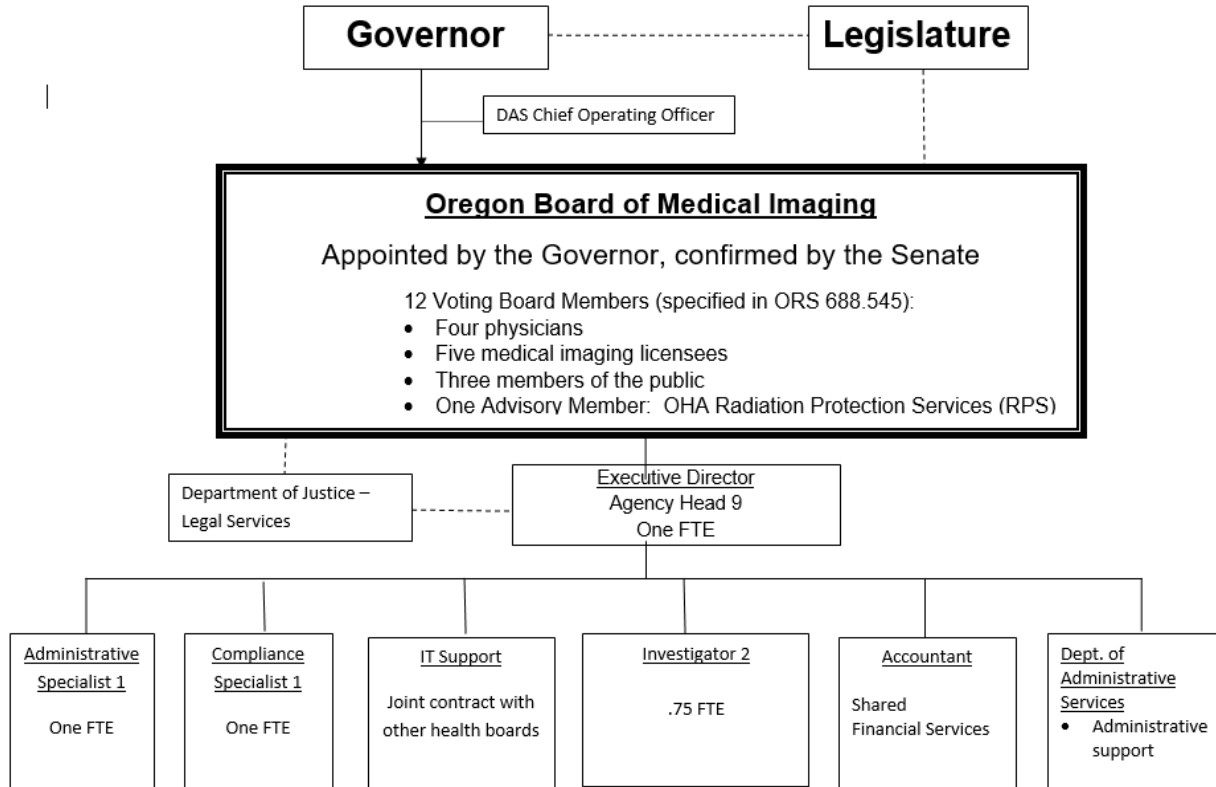 Governor
Legislature
DAS Chief Operating Officer
Oregon Board of Medical Imaging
Appointed by the Governor, confirmed by the Senate
12 Voting Board Members (specified in ORS 688.545):
• Four physicians
• Five medical imaging licensees
• Three members of the public
• One Advisory Member: OHA Radiation Protection Services (RPS)
Department of Justice –
Legal Services
Executive Director
Agency Head 9
One FTE
Administrative
Specialist 1
One FTE
Compliance
Specialist 1
One FTE
IT Support
Joint contract with
other health boards
Investigator 2
.75 FTE
Accountant
Shared
Financial Services
Dept. of
Administrative
Services
• Administrative
support